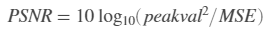 PSNR = 10 log₁₀(peakval²/MSE)